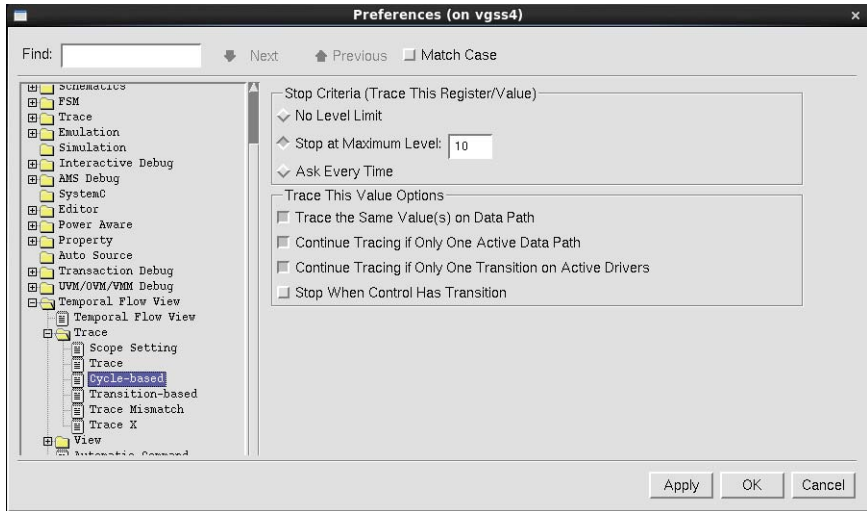 Preferences (on vgss4)
Find:
Next
Previous
Match Case
Schematics
FSM
Trace
Emulation
Simulation
Interactive Debug
AMS Debug
SystemC
Editor
Power Aware
Property
Auto Source
Transaction Debug
UVM/OVM/VMM Debug
Temporal Flow View
Temporal Flow View
Trace
Scope Setting
Trace
Cycle-based
Transition-based
Trace Mismatch
Trace X
View
Automatic Command
Stop Criteria (Trace This Register/Value)
No Level Limit
Stop at Maximum Level: 10
Ask Every Time
Trace This Value Options
Trace the Same Value(s) on Data Path
Continue Tracing if Only One Active Data Path
Continue Tracing if Only One Transition on Active Drivers
Stop When Control Has Transition
Apply
OK
Cancel